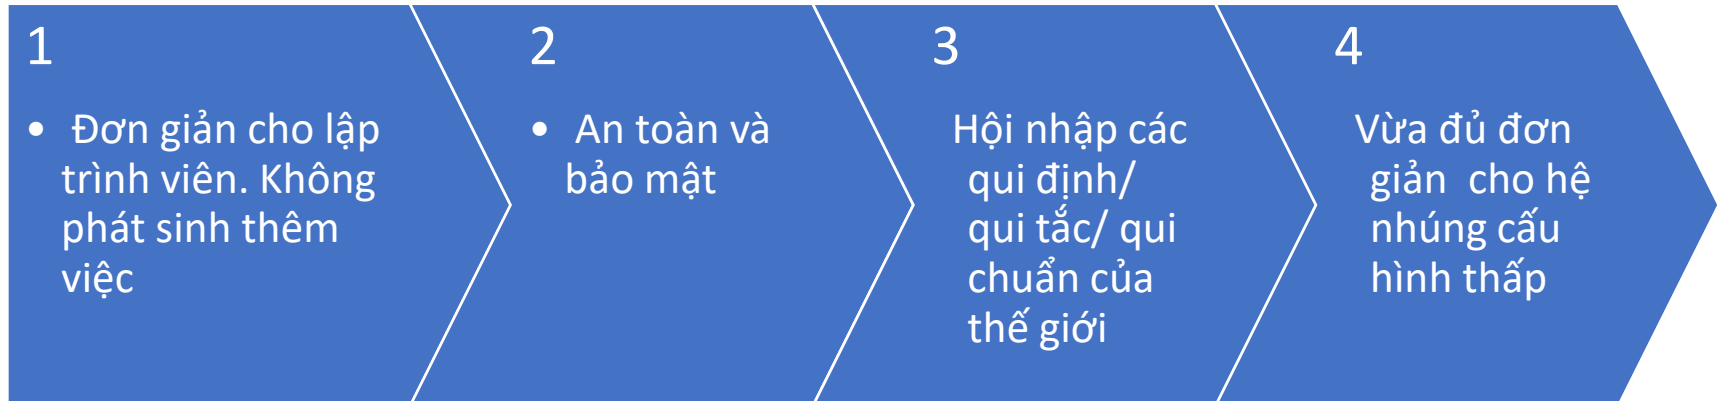 1
• Đơn giản cho lập
trình viên. Không
phát sinh thêm
việc
2
• An toàn và
bảo mật
3
Hội nhập các
qui định/
qui tắc/ qui
chuẩn của
thế giới
4
Vừa đủ đơn
giản cho hệ
nhúng cấu
hình thấp